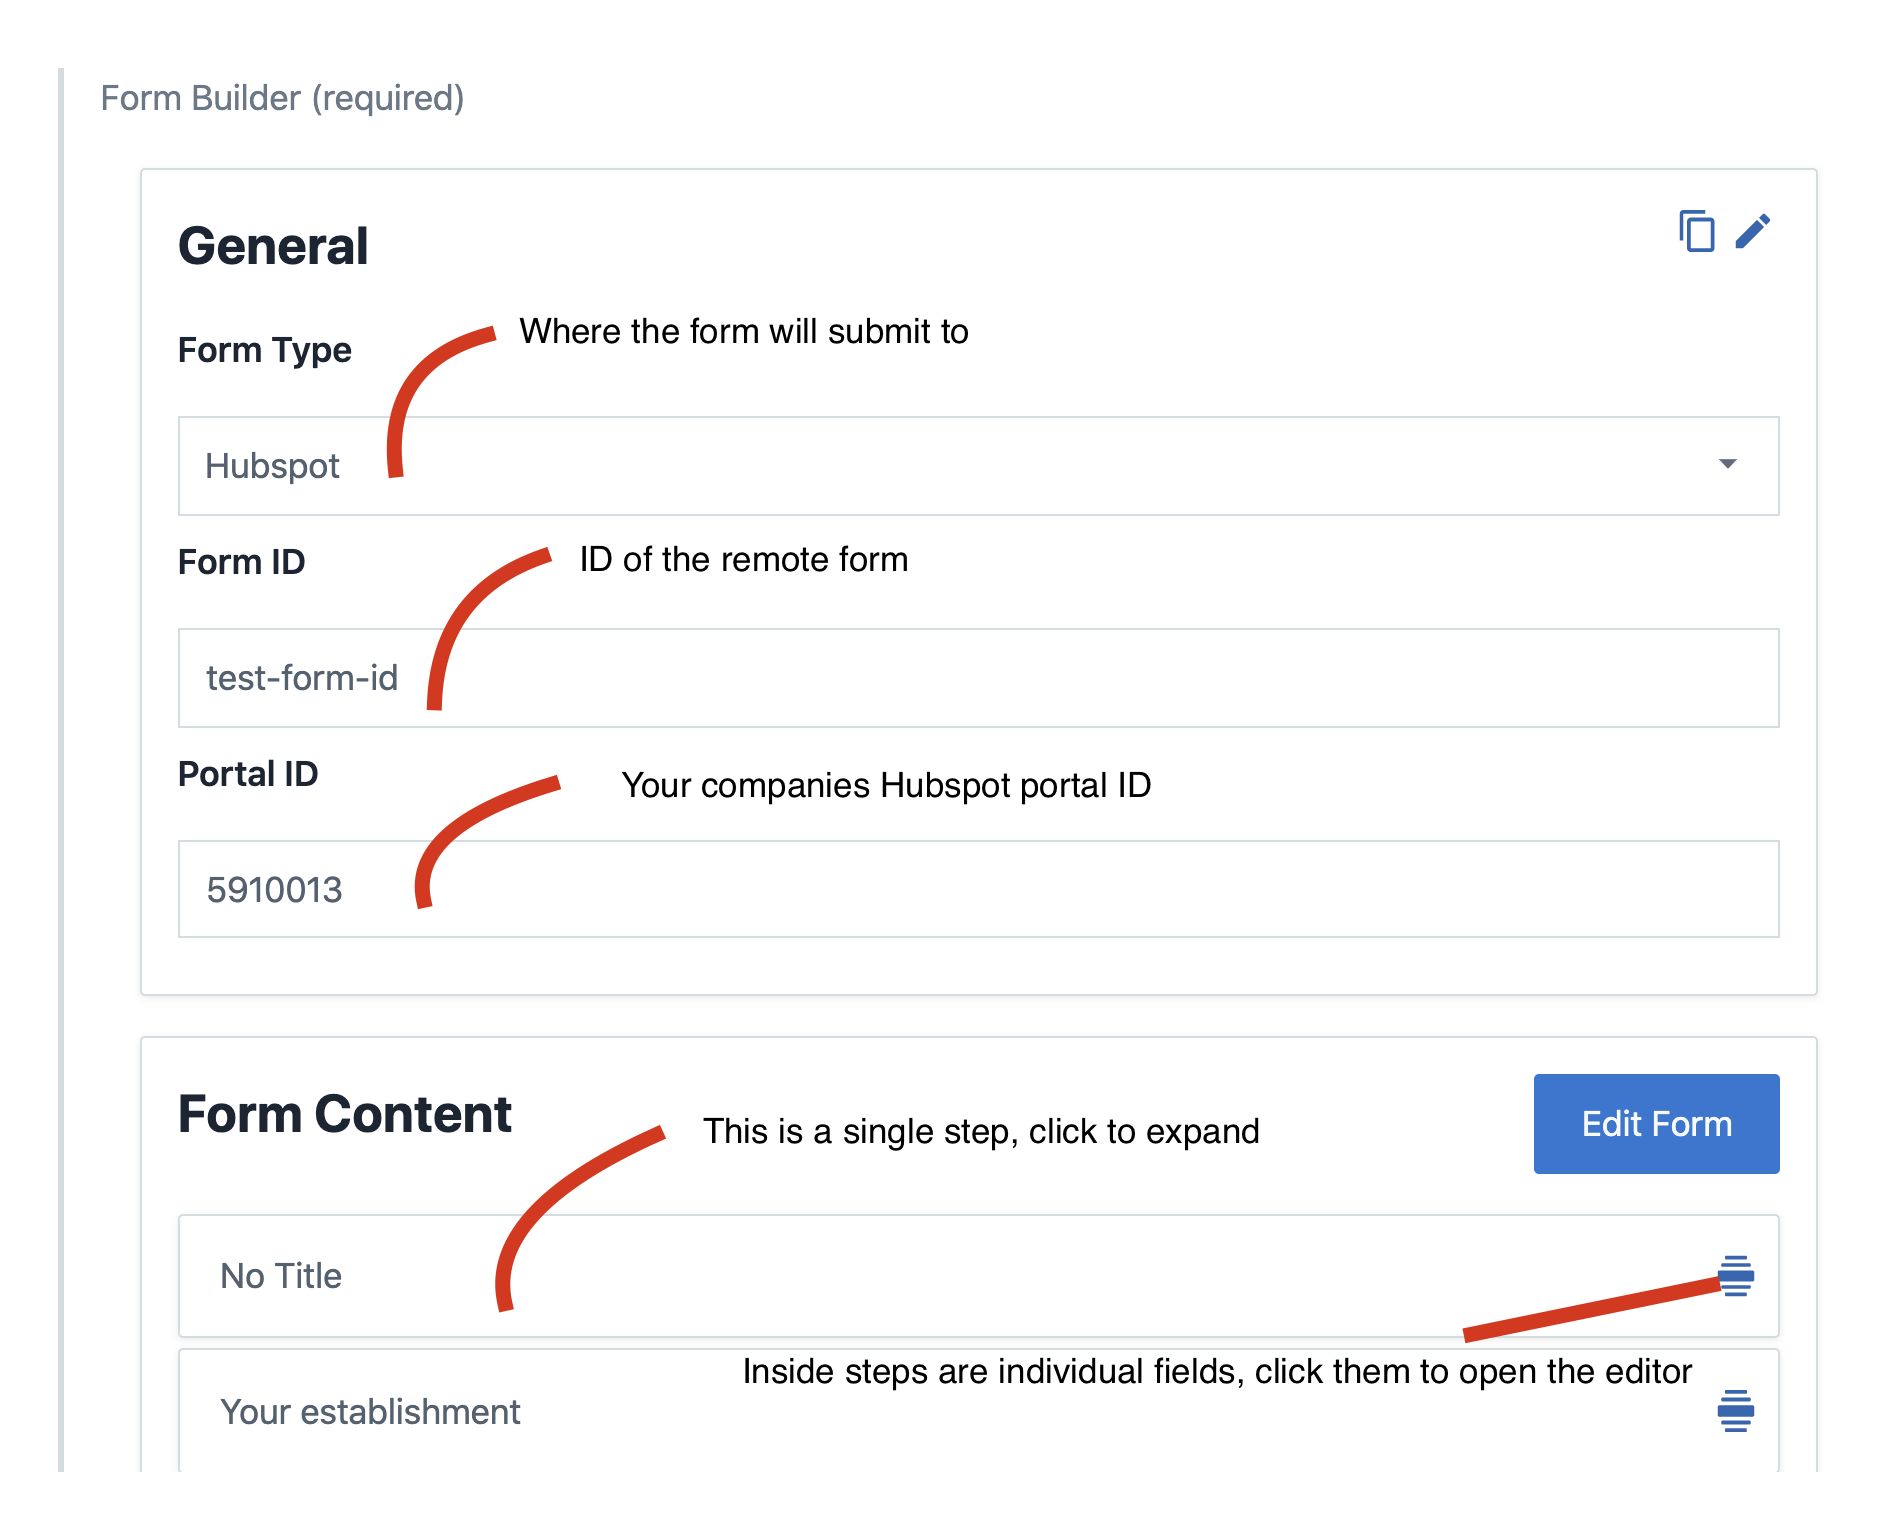 Form Builder (required)
General
Form Type
Where the form will submit to
Hubspot
Form ID
ID of the remote form
test-form-id
Portal ID
Your companies Hubspot portal ID
5910013
Form Content
This is a single step, click to expand
Edit Form
No Title
Inside steps are individual fields, click them to open the editor
Your establishment